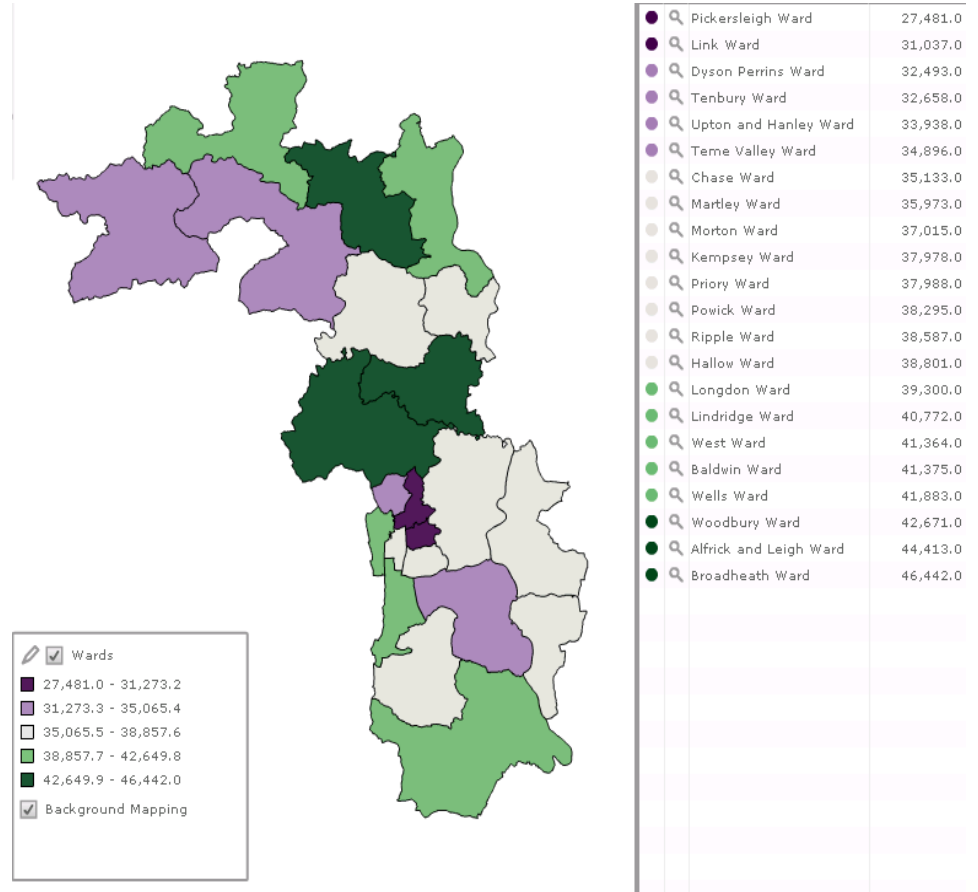 Pickersleigh Ward 27,481.0
Link Ward 31,037.0
Dyson Perrins Ward 32,493.0
Tenbury Ward 32,658.0
Upton and Hanley Ward 33,938.0
Teme Valley Ward 34,896.0
Chase Ward 35,133.0
Martley Ward 35,973.0
Morton Ward 37,015.0
Kempsey Ward 37,978.0
Priory Ward 37,988.0
Powick Ward 38,295.0
Ripple Ward 38,587.0
Hallow Ward 38,801.0
Longdon Ward 39,300.0
Lindridge Ward 40,772.0
West Ward 41,364.0
Baldwin Ward 41,375.0
Wells Ward 41,883.0
Woodbury Ward 42,671.0
Alfrick and Leigh Ward 44,413.0
Broadheath Ward 46,442.0
Wards
27,481.0 - 31,273.2
31,273.3 - 35,065.4
35,065.5 - 38,857.6
38,857.7 - 42,649.8
42,649.9 - 46,442.0
Background Mapping